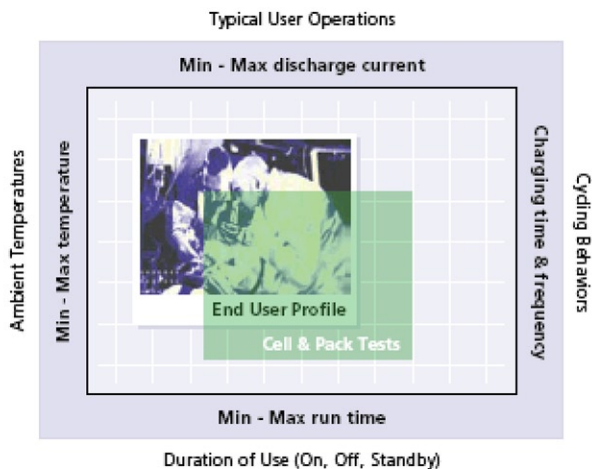 Typical User Operations
Min - Max discharge current
Ambient Temperatures
Min - Max temperature
Charging time & frequency
Cycling Behaviors
End User Profile
Cell & Pack Tests
Min - Max run time
Duration of Use (On, Off, Standby)